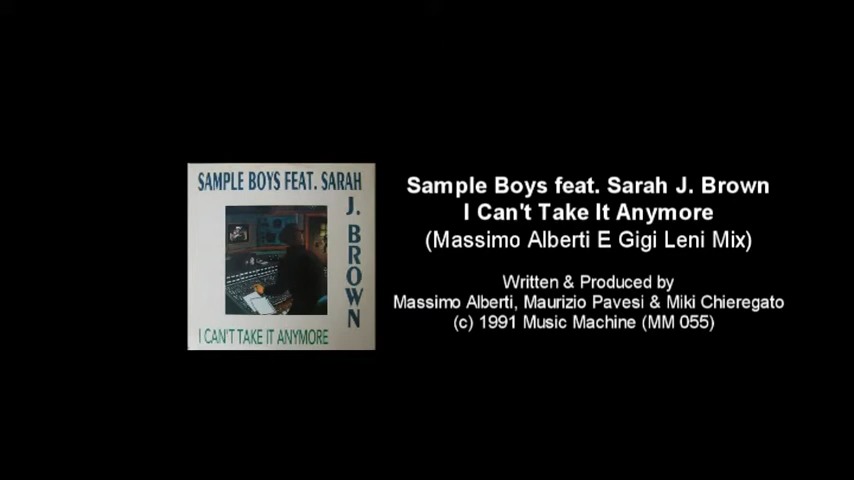 SAMPLE BOYS FEAT. SARAH
J. BROWN
I CAN'T TAKE IT ANYMORE
Sample Boys feat. Sarah J. Brown
I Can't Take It Anymore
(Massimo Alberti E Gigi Leni Mix)
Written & Produced by
Massimo Alberti, Maurizio Pavesi & Miki Chieregato
(c) 1991 Music Machine (MM 055)